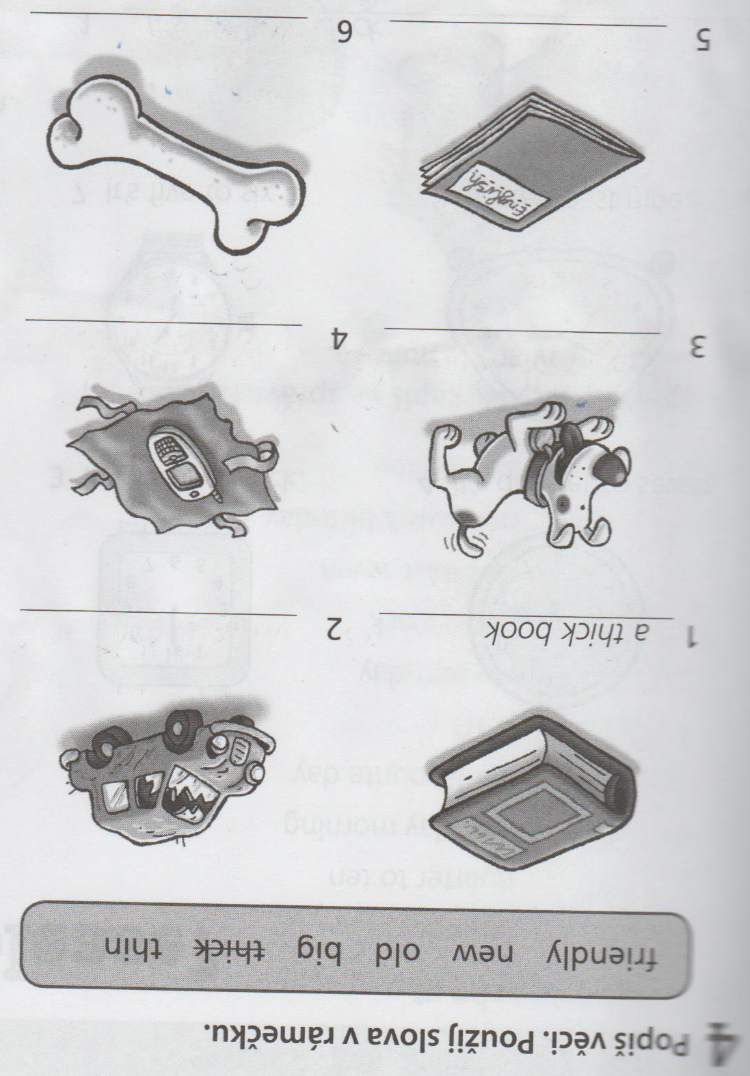 4 Popiš věci. Použij slova v rámečku.
friendly new old big thick thin
1 a thick book
2
3
4
English
5
6